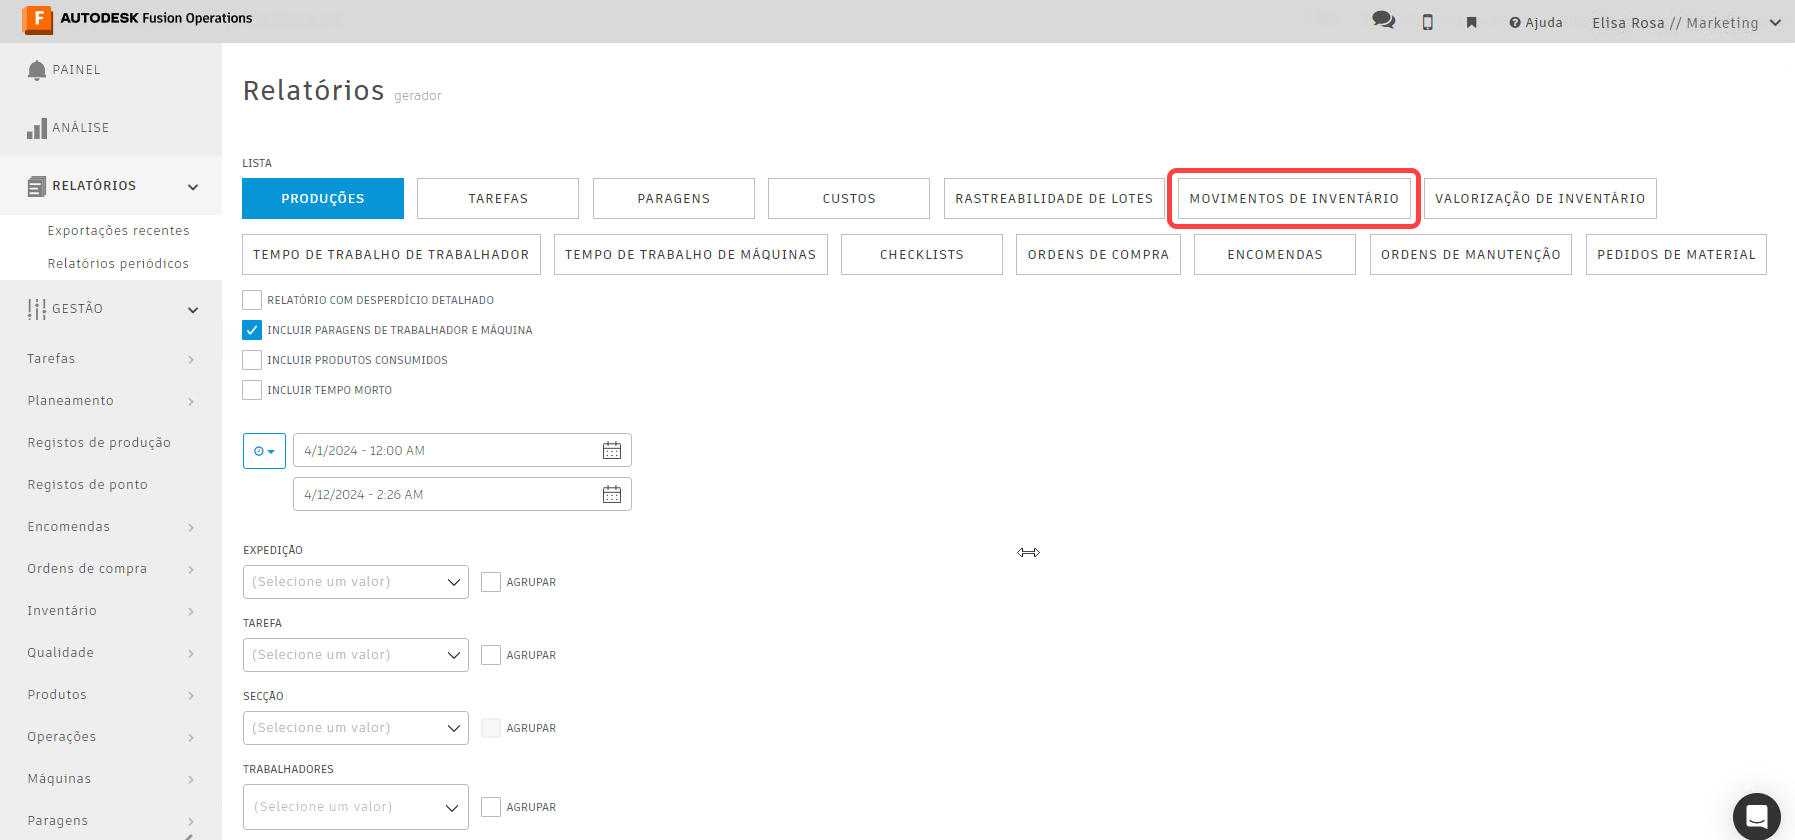 F AUTODESK Fusion Operations
Ajuda
Elisa Rosa // Marketing
PAINEL
ANÁLISE
RELATÓRIOS
Exportações recentes
Relatórios periódicos
GESTÃO
Tarefas
Planeamento
Registos de produção
Registos de ponto
Encomendas
Ordens de compra
Inventário
Qualidade
Produtos
Operações
Máquinas
Paragens
Relatórios gerador
LISTA
PRODUÇÕES TAREFAS PARAGENS CUSTOS RASTREABILIDADE DE LOTES MOVIMENTOS DE INVENTÁRIO VALORIZAÇÃO DE INVENTÁRIO
TEMPO DE TRABALHO DE TRABALHADOR TEMPO DE TRABALHO DE MÁQUINAS CHECKLISTS ORDENS DE COMPRA ENCOMENDAS ORDENS DE MANUTENÇÃO PEDIDOS DE MATERIAL
RELATÓRIO COM DESPERDÍCIO DETALHADO
INCLUIR PARAGENS DE TRABALHADOR E MÁQUINA
INCLUIR PRODUTOS CONSUMIDOS
INCLUIR TEMPO MORTO
4/1/2024 - 12:00 AM
4/12/2024 - 2:26 AM
EXPEDIÇÃO
(Selecione um valor) AGRUPAR
TAREFA
(Selecione um valor) AGRUPAR
SECÇÃO
(Selecione um valor) AGRUPAR
TRABALHADORES
(Selecione um valor) AGRUPAR